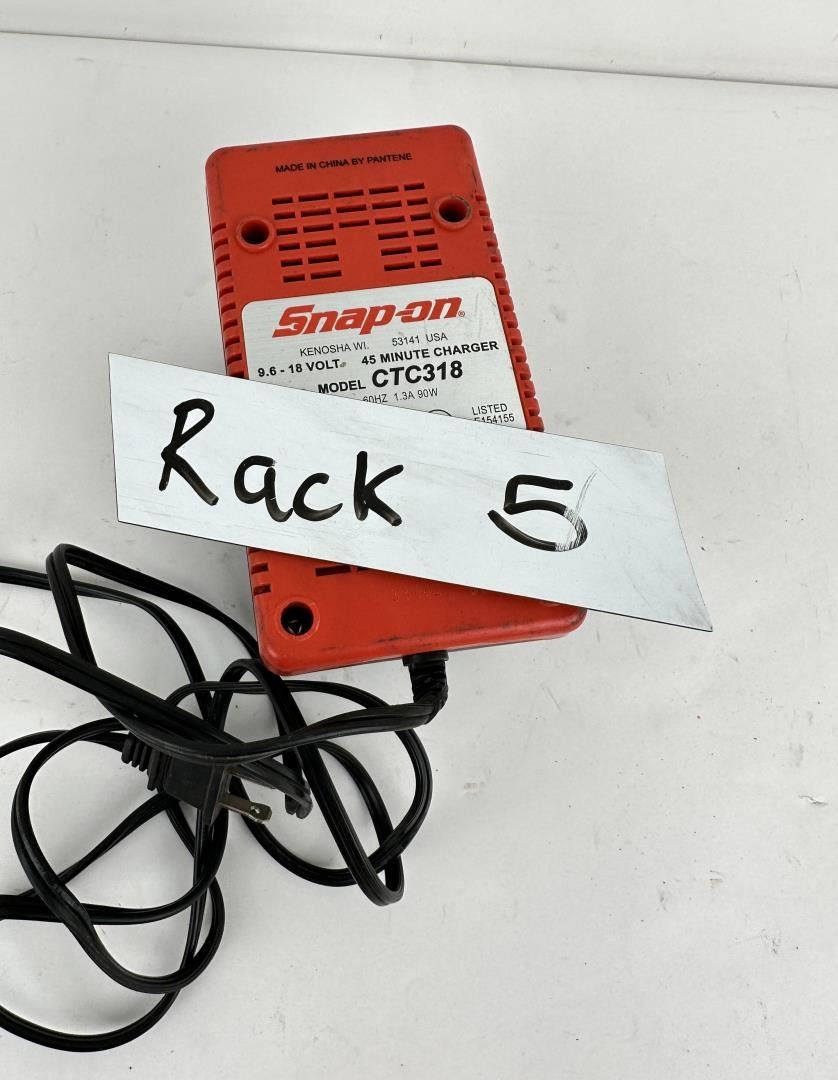 MADE IN CHINA BY PANTENE
Snap-on®
KENOSHA WI. 53141 USA
9.6 - 18 VOLT 45 MINUTE CHARGER
MODEL CTC318
60HZ 1.3A 90W
LISTED
E154155
Rack 5